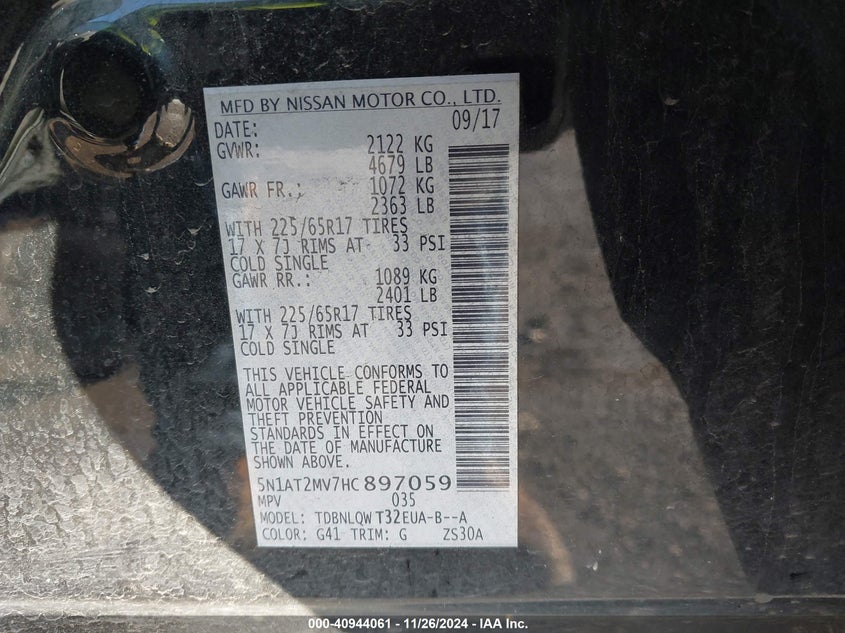 MFD BY NISSAN MOTOR CO., LTD.
DATE: 09/17
GVWR: 2122 KG
4679 LB
GAWR FR.: 1072 KG
2363 LB
WITH 225/65R17 TIRES
17 X 7J RIMS AT 33 PSI
COLD SINGLE
GAWR RR.: 1089 KG
2401 LB
WITH 225/65R17 TIRES
17 X 7J RIMS AT 33 PSI
COLD SINGLE
THIS VEHICLE CONFORMS TO
ALL APPLICABLE FEDERAL
MOTOR VEHICLE SAFETY AND
THEFT PREVENTION
STANDARDS IN EFFECT ON
THE DATE OF MANUFACTURE
SHOWN ABOVE.
5N1AT2MV7HC897059
MPV 035
MODEL: TDBNLQW T32EUA-B--A
COLOR: G41 TRIM: G ZS30A
000-40944061 - 11/26/2024 - IAA Inc.